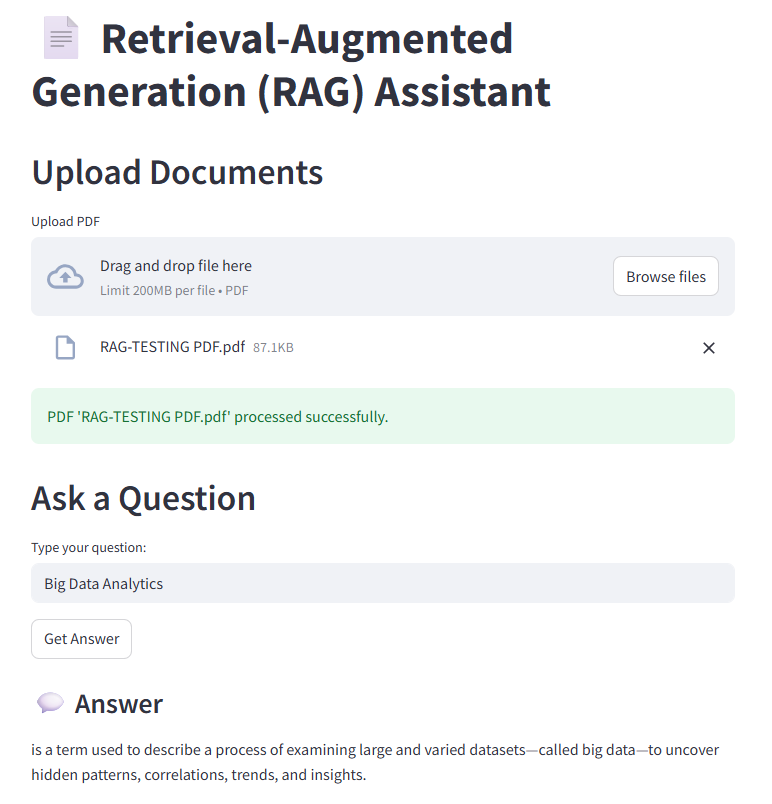 Retrieval-Augmented
Generation (RAG) Assistant
Upload Documents
Upload PDF
Drag and drop file here
Limit 200MB per file • PDF
Browse files
RAG-TESTING PDF.pdf 87.1KB
PDF 'RAG-TESTING PDF.pdf' processed successfully.
Ask a Question
Type your question:
Big Data Analytics
Get Answer
Answer
is a term used to describe a process of examining large and varied datasets—called big data—to uncover
hidden patterns, correlations, trends, and insights.